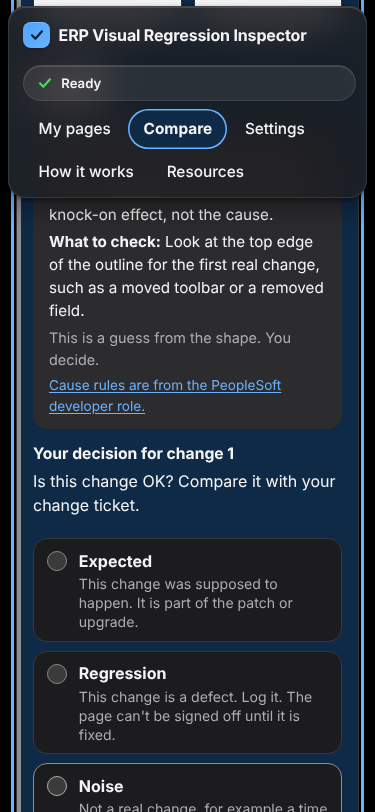 ERP Visual Regression Inspector
Ready
My pages
Compare
Settings
How it works
Resources
knock-on effect, not the cause.
What to check: Look at the top edge
of the outline for the first real change,
such as a moved toolbar or a removed
field.
This is a guess from the shape. You
decide.
Cause rules are from the PeopleSoft
developer role.
Your decision for change 1
Is this change OK? Compare it with your
change ticket.
Expected
This change was supposed to
happen. It is part of the patch or
upgrade.
Regression
This change is a defect. Log it. The
page can't be signed off until it is
fixed.
Noise
Not a real change, for example a time